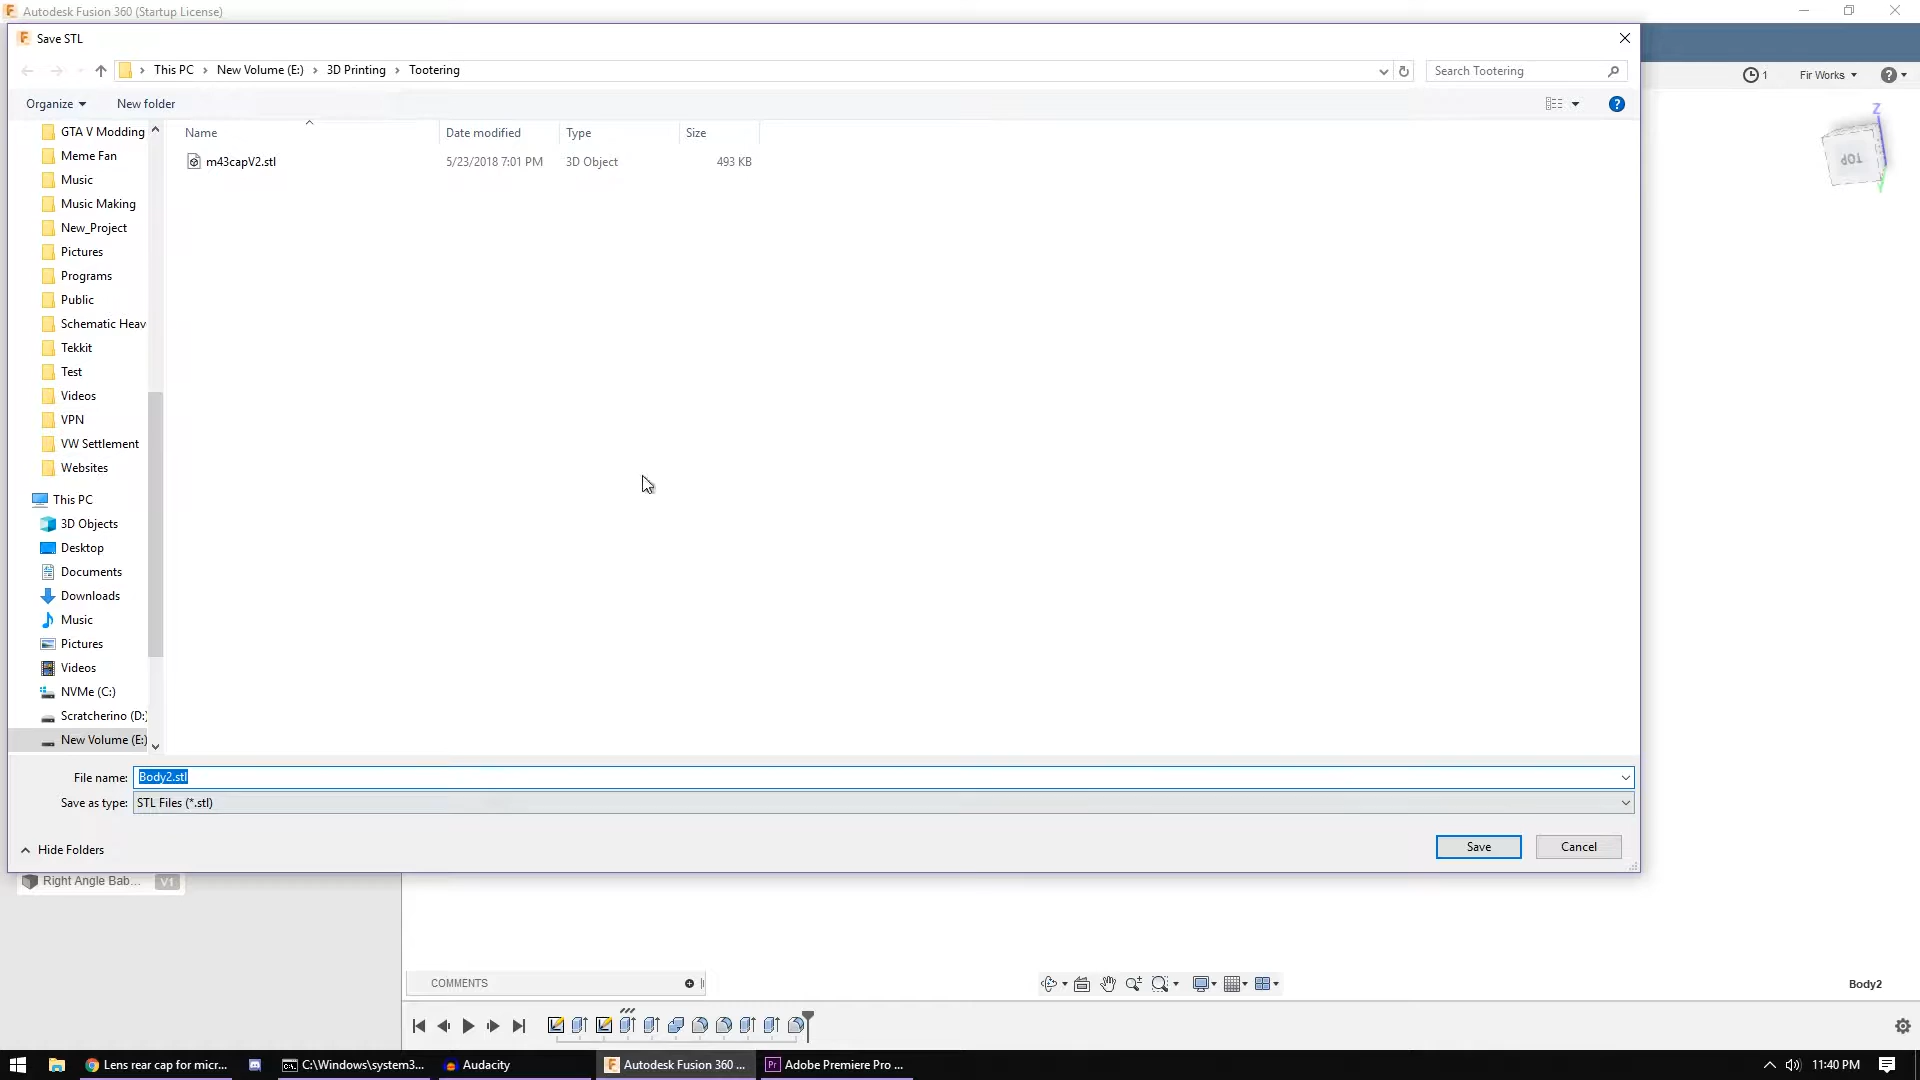 Autodesk Fusion 360 (Startup License)
Save STL
This PC > New Volume (E:) > 3D Printing > Tootering
Search Tootering
1
Fir Works
Organize
New folder
Name
Date modified
Type
Size
GTA V Modding
m43capV2.stl
5/23/2018 7:01 PM
3D Object
493 KB
Meme Fan
Music
Music Making
New_Project
Pictures
Programs
Public
Schematic Heav
Tekkit
Test
Videos
VPN
VW Settlement
Websites
This PC
3D Objects
Desktop
Documents
Downloads
Music
Pictures
Videos
NVMe (C:)
Scratcherino (D:)
New Volume (E:)
Z
TOP
Y
File name: Body2.stl
Save as type: STL Files (*.stl)
Hide Folders
Save
Cancel
Right Angle Bab... V1
COMMENTS
Body2
Lens rear cap for micr...
C:\Windows\system3...
Audacity
Autodesk Fusion 360 ...
Adobe Premiere Pro ...
11:40 PM